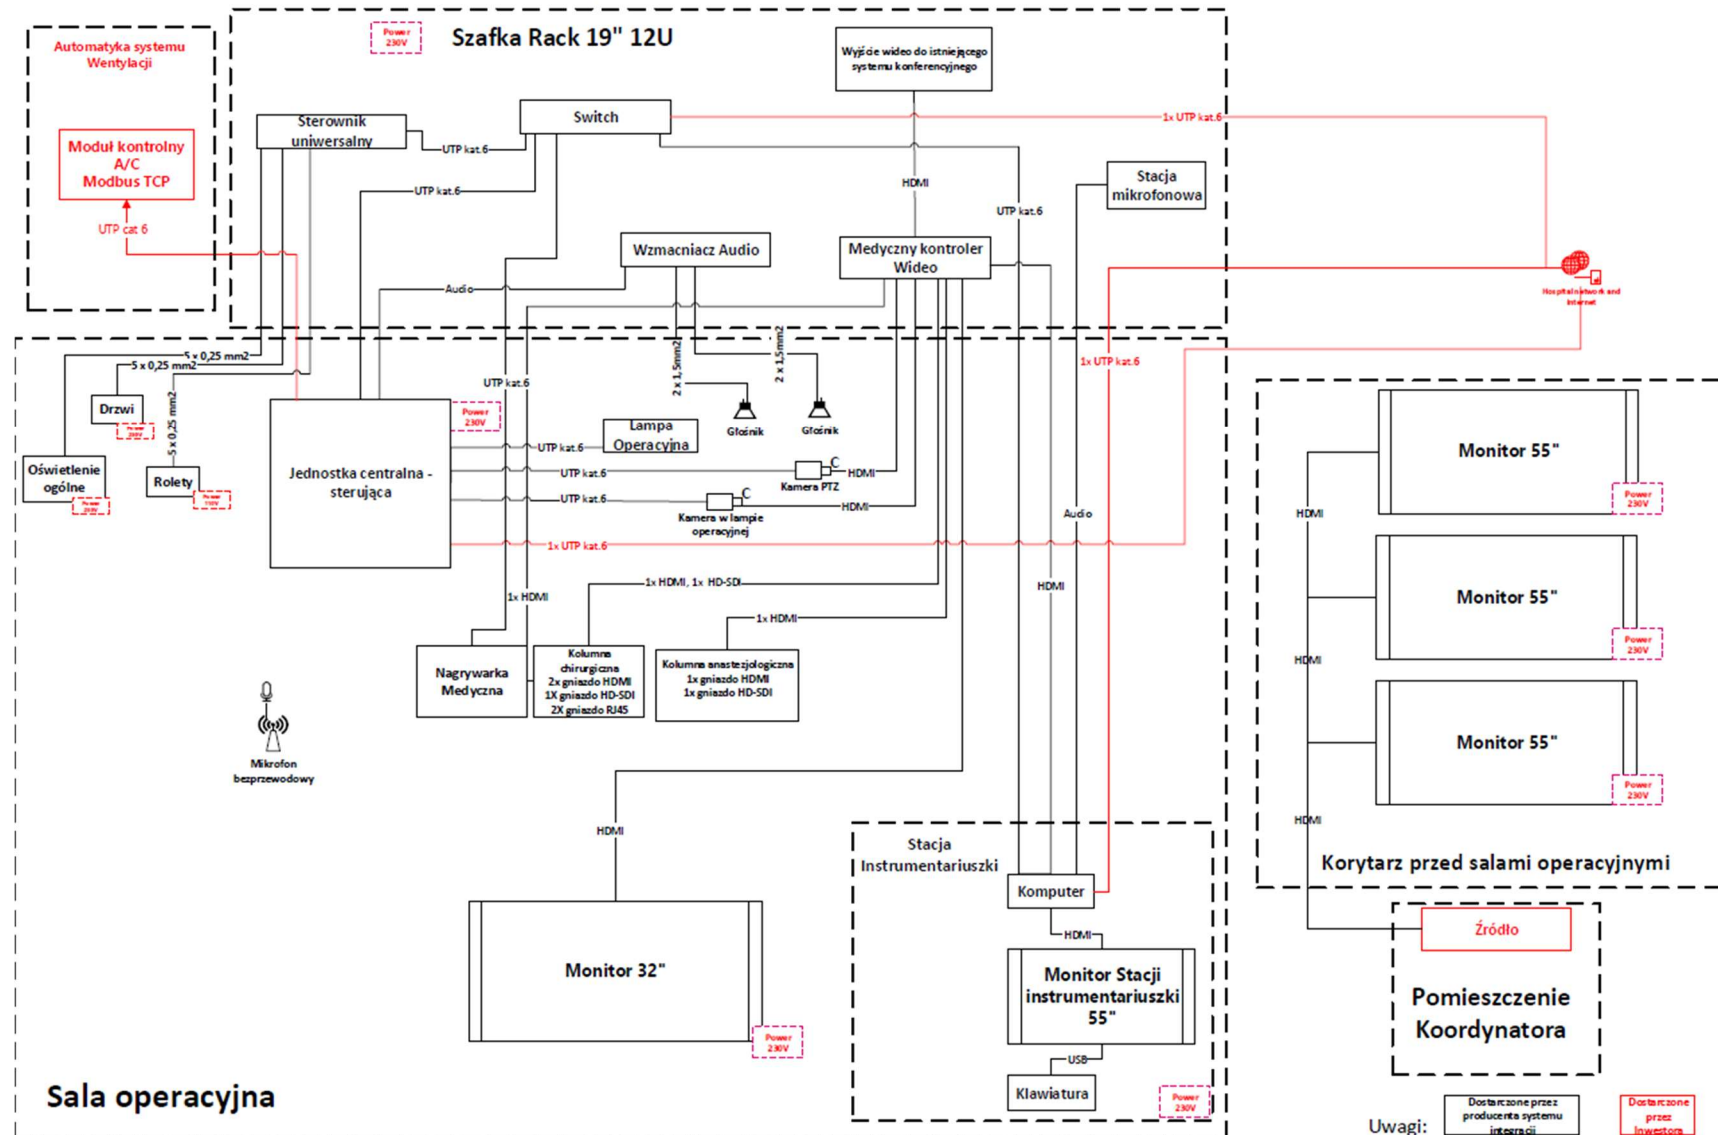 Automatyka systemu
Wentylacji
Moduł kontrolny
A/C
Modbus TCP
UTP cat 6
Power
230V
Szafka Rack 19" 12U
Wyjście wideo do istniejącego
systemu konferencyjnego
Sterownik
uniwersalny
UTP kat.6
Switch
1x UTP kat.6
UTP kat.6
HDMI
UTP kat.6
Stacja
mikrofonowa
Wzmacniacz Audio
Medyczny kontroler
Wideo
Audio
Hospital network and
internet
5 x 0,25 mm2
5 x 0,25 mm2
5 x 0,25 mm2
UTP kat.6
2 x 1,5mm2
2 x 1,5mm2
1x UTP kat.6
Drzwi
Oświetlenie
ogólne
Rolety
Power
Power
Power
Jednostka centralna -
sterująca
Power
230V
Głośnik
Głośnik
Lampa
Operacyjna
UTP kat.6
UTP kat.6
C
HDMI
Kamera PTZ
UTP kat.6
C
HDMI
Kamera w lampie
operacyjnej
1x UTP kat.6
Audio
HDMI
1x HDMI, 1x HD-SDI
1x HDMI
1x HDMI
Nagrywarka
Medyczna
Kolumna
chirurgiczna
2x gniazdo HDMI
1X gniazdo HD-SDI
2X gniazdo RJ45
Kolumna anastezjologiczna
1x gniazdo HDMI
1x gniazdo HD-SDI
Mikrofon
bezprzewodowy
HDMI
Monitor 32"
Power
230V
Stacja
Instrumentariuszki
Komputer
HDMI
Monitor Stacji
instrumentariuszki
55"
USB
Klawiatura
Power
230V
Sala operacyjna
Monitor 55"
Power
230V
HDMI
Monitor 55"
Power
230V
HDMI
Monitor 55"
Power
230V
HDMI
Korytarz przed salami operacyjnymi
Źródło
Pomieszczenie
Koordynatora
Uwagi:
Dostarczone przez
producenta systemu
integracji
Dostarczone
przez
Inwestora